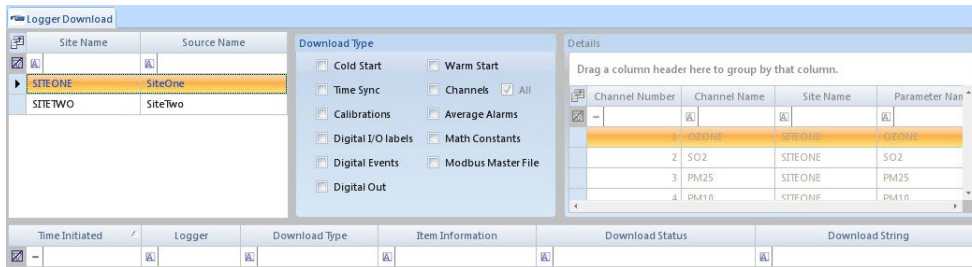 Logger Download
Site Name Source Name
SITEONE SiteOne
SITETWO SiteTwo
Download Type
Cold Start Warm Start
Time Sync Channels All
Calibrations Average Alarms
Digital I/O labels Math Constants
Digital Events Modbus Master File
Digital Out
Details
Drag a column header here to group by that column.
Channel Number Channel Name Site Name Parameter Nam
1 OZONE SITEONE OZONE
2 SO2 SITEONE SO2
3 PM25 SITEONE PM25
4 PM10 SITEONE PM10
Time Initiated Logger Download Type Item Information Download Status Download String